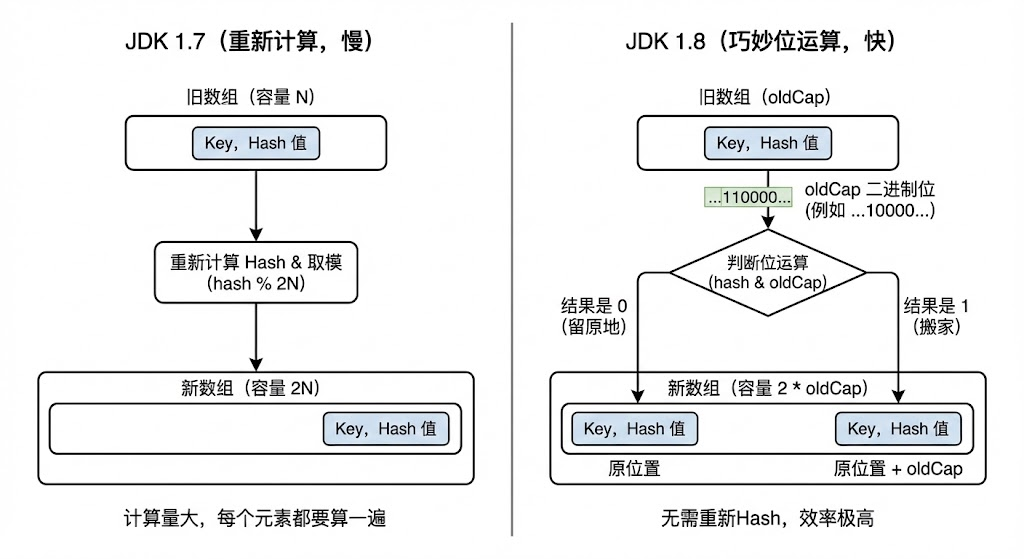 JDK 1.7（重新计算，慢）
旧数组（容量 N）
Key，Hash 值
重新计算 Hash & 取模
(hash % 2N)
新数组（容量 2N）
Key，Hash 值
计算量大，每个元素都要算一遍
JDK 1.8（巧妙位运算，快）
旧数组（oldCap）
Key，Hash 值
...110000...
oldCap 二进制位
(例如 ...10000...)
判断位运算
(hash & oldCap)
结果是 0
（留原地）
结果是 1
（搬家）
新数组（容量 2 * oldCap）
Key，Hash 值
Key，Hash 值
原位置
原位置 + oldCap
无需重新Hash，效率极高